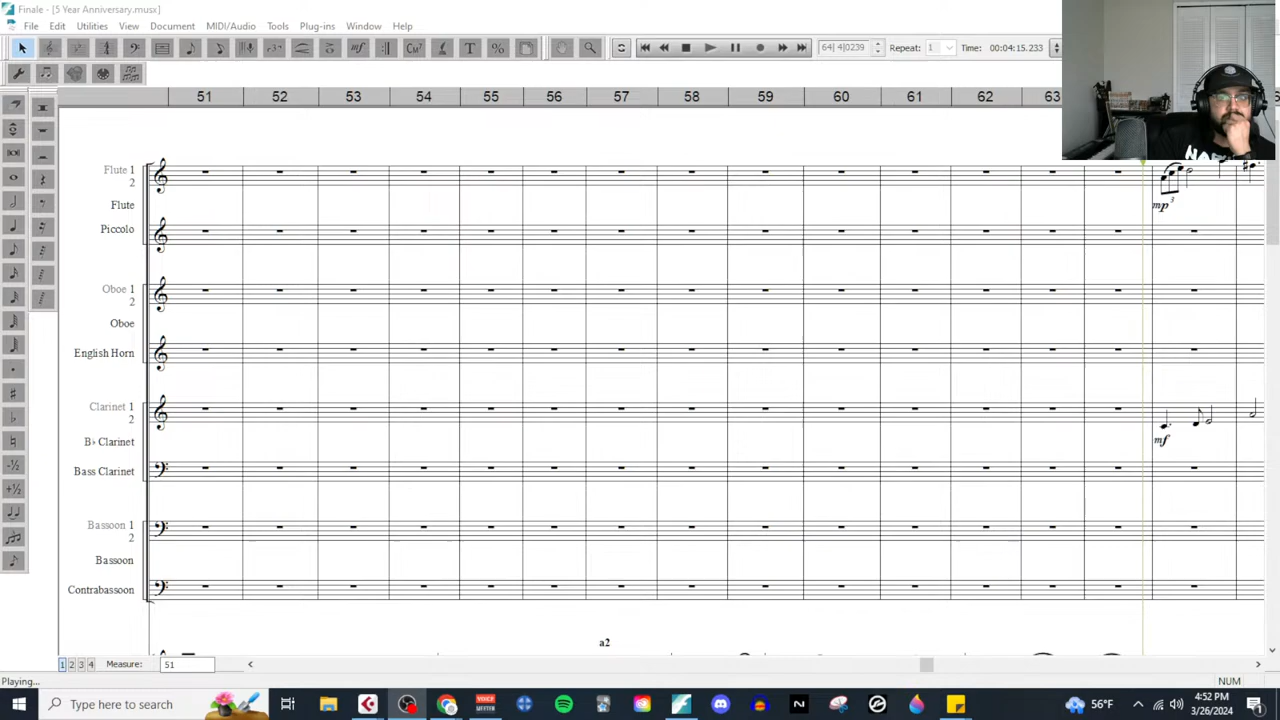 Finale - [5 Year Anniversary.musx]
File Edit Utilities View Document MIDI/Audio Tools Plug-ins Window Help
64| 4|0239 Repeat: 1 Time: 00:04:15.233
51 52 53 54 55 56 57 58 59 60 61 62 63
Flute 1
2
mp
3
Flute
Piccolo
Oboe 1
2
Oboe
English Horn
Clarinet 1
2
mf
B♭ Clarinet
Bass Clarinet
Bassoon 1
2
Bassoon
Contrabassoon
a2
1 2 3 4 Measure: 51
Playing... NUM
Type here to search
56°F
4:52 PM
3/26/2024